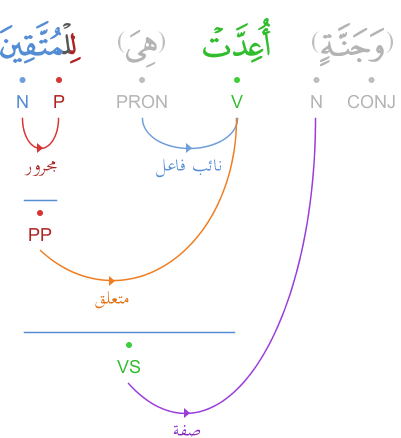 (وَجَنَّةٍ) أُعِدَّتۡ (هِىَ) لِلۡمُتَّقِينَ
CONJ N V PRON P N
نائب فاعل مجرور
PP
متعلق
VS
صفة